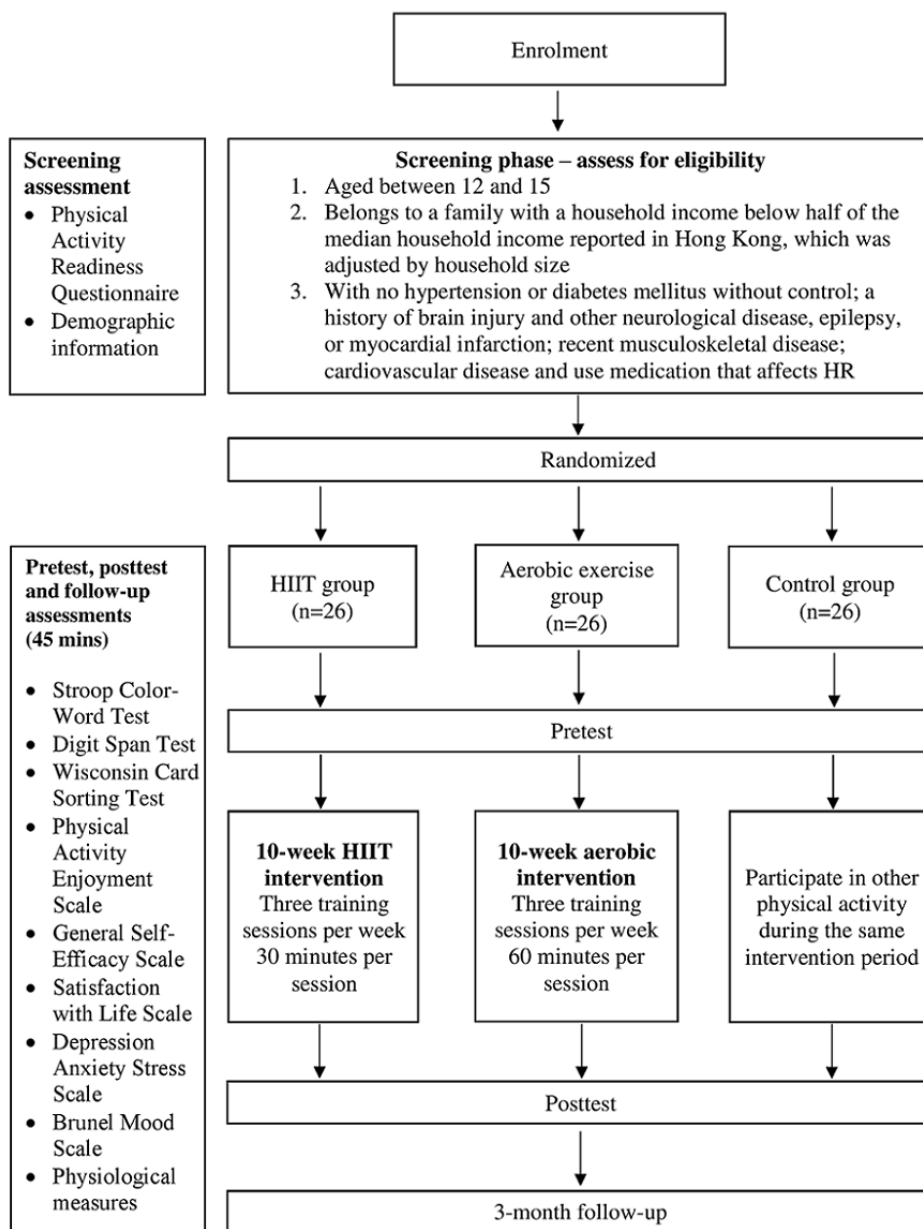 Enrolment
Screening
assessment
• Physical
Activity
Readiness
Questionnaire
• Demographic
information
Screening phase – assess for eligibility
1. Aged between 12 and 15
2. Belongs to a family with a household income below half of the
median household income reported in Hong Kong, which was
adjusted by household size
3. With no hypertension or diabetes mellitus without control; a
history of brain injury and other neurological disease, epilepsy,
or myocardial infarction; recent musculoskeletal disease;
cardiovascular disease and use medication that affects HR
Randomized
Pretest, posttest
and follow-up
assessments
(45 mins)
• Stroop Color-
Word Test
• Digit Span Test
• Wisconsin Card
Sorting Test
• Physical
Activity
Enjoyment
Scale
• General Self-
Efficacy Scale
• Satisfaction
with Life Scale
• Depression
Anxiety Stress
Scale
• Brunel Mood
Scale
• Physiological
measures
HIIT group
(n=26)
Aerobic exercise
group
(n=26)
Control group
(n=26)
Pretest
10-week HIIT
intervention
Three training
sessions per week
30 minutes per
session
10-week aerobic
intervention
Three training
sessions per week
60 minutes per
session
Participate in other
physical activity
during the same
intervention period
Posttest
3-month follow-up